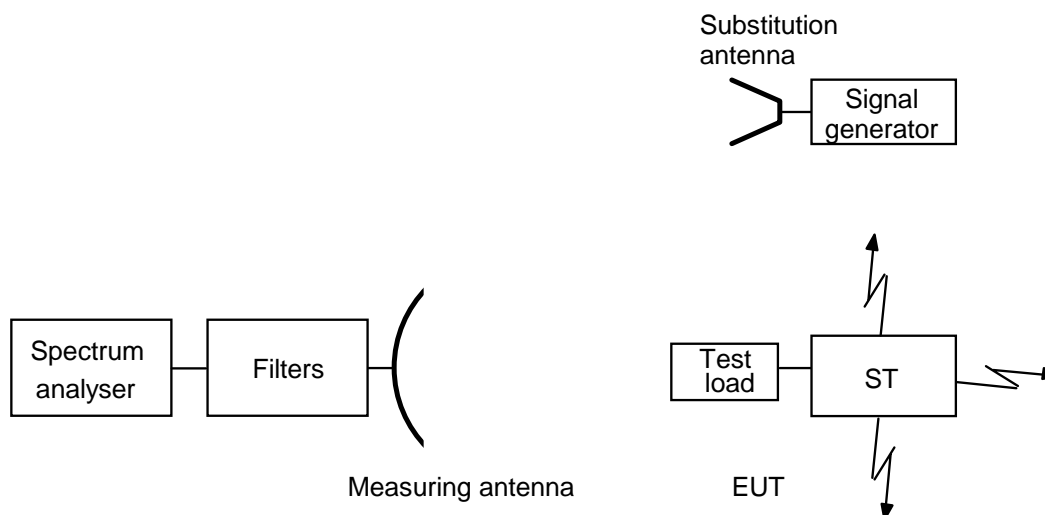 Substitution
antenna
Signal
generator
Spectrum
analyser
Filters
Test
load
ST
Measuring antenna
EUT